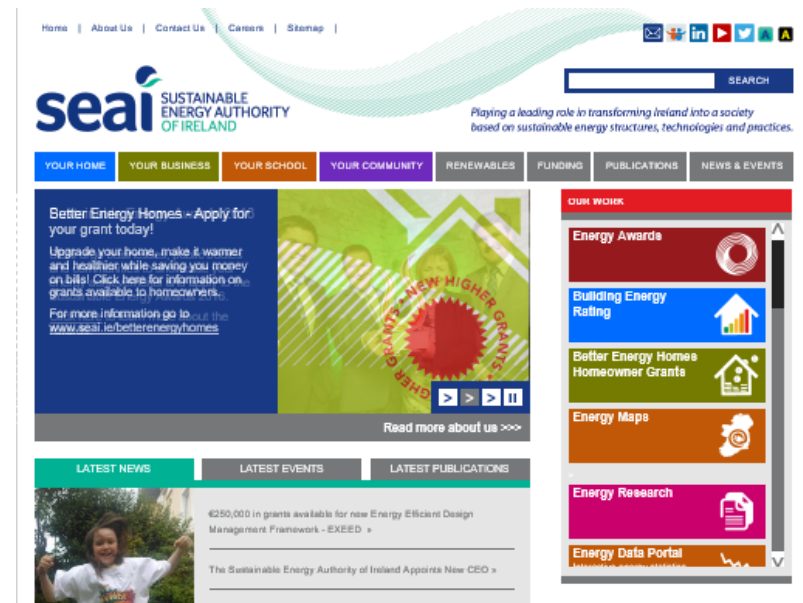 Home | About Us | Contact Us | Careers | Sitemap |
SEARCH
seai SUSTAINABLE
ENERGY AUTHORITY
OF IRELAND
Playing a leading role in transforming Ireland into a society
based on sustainable energy structures, technologies and practices.
YOUR HOME YOUR BUSINESS YOUR SCHOOL YOUR COMMUNITY RENEWABLES FUNDING PUBLICATIONS NEWS & EVENTS
Better Energy Homes - Apply for
your grant today!
Upgrade your home, make it warmer
and healthier while saving you money
on bills! Click here for information on
grants available to homeowners.
For more information go to
www.seai.ie/betterenergyhomes
NEW HIGHER GRANTS
Read more about us >>>
OUR WORK
Energy Awards
Building Energy
Rating
Better Energy Homes
Homeowner Grants
Energy Maps
Energy Research
Energy Data Portal
Interactive energy statistics
LATEST NEWS LATEST EVENTS LATEST PUBLICATIONS
€250,000 in grants available for new Energy Efficient Design
Management Framework - EXEED »
The Sustainable Energy Authority of Ireland Appoints New CEO »